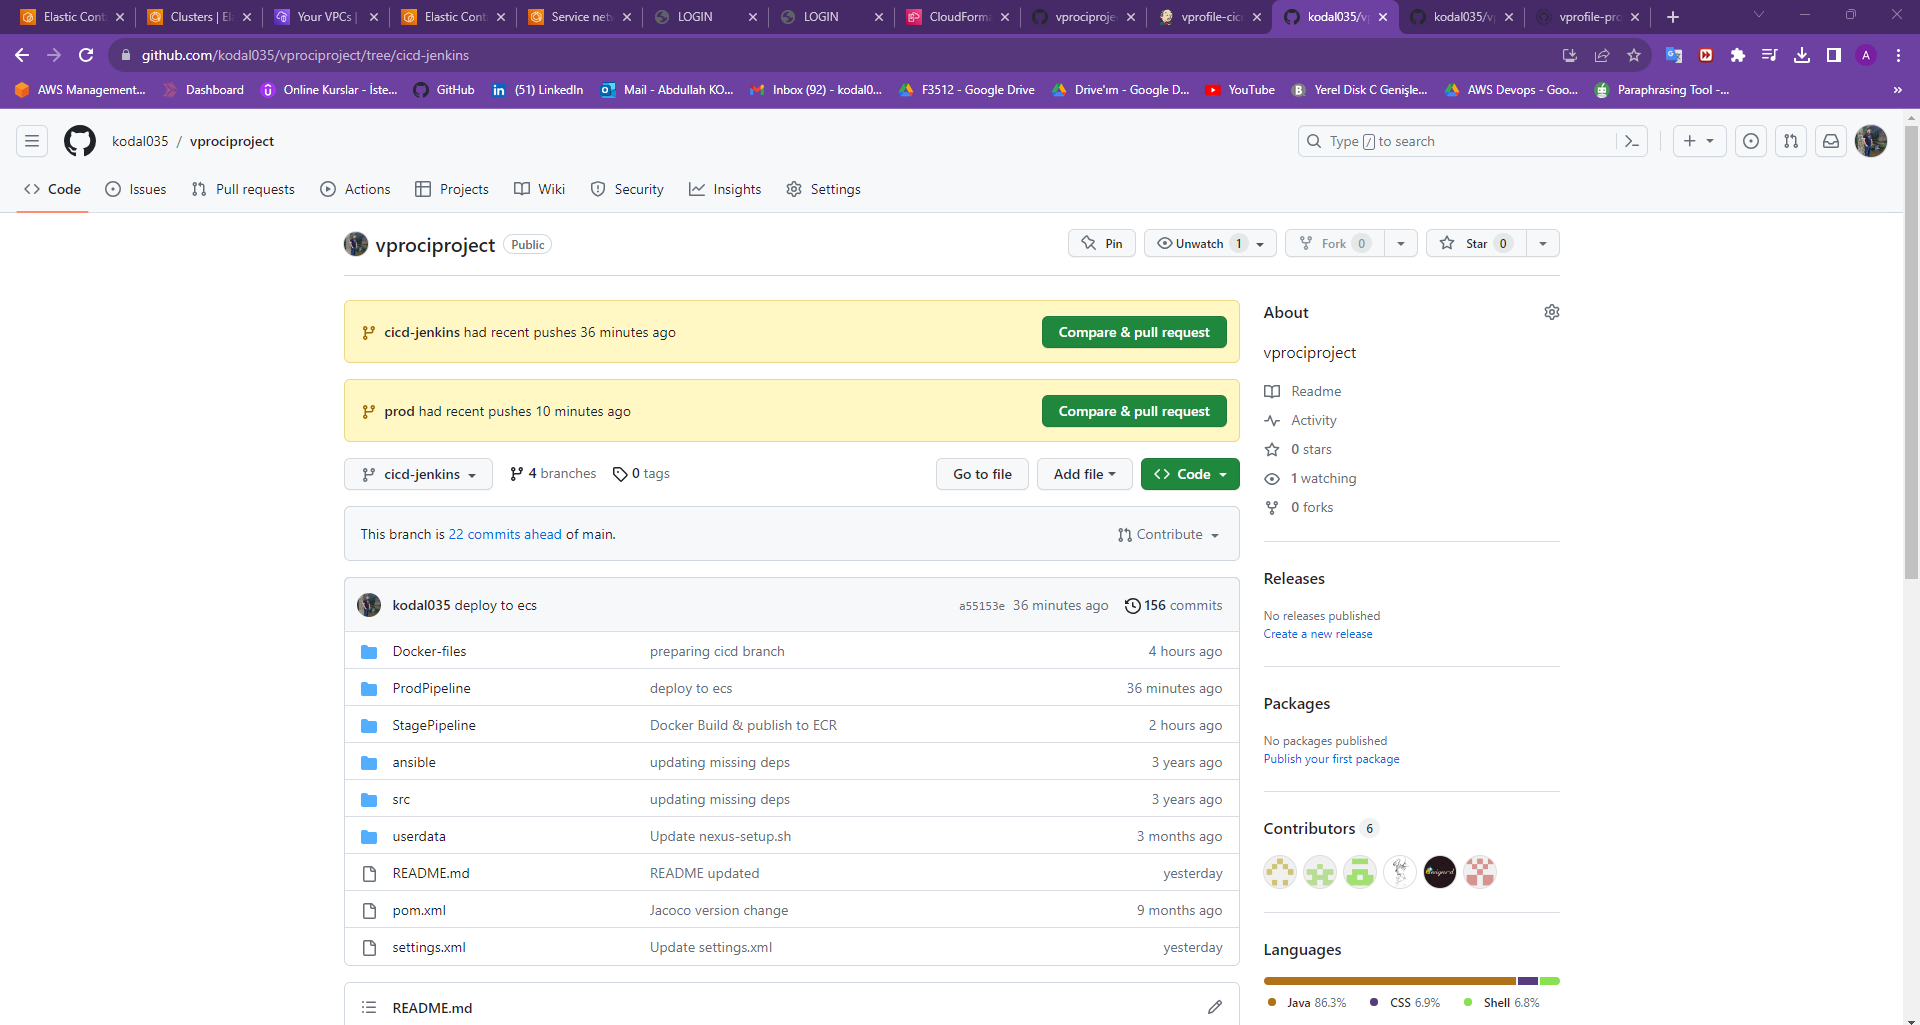 Elastic Cont
Clusters | El
Your VPCs |
Elastic Cont
Service net
LOGIN
LOGIN
CloudForma
vprociproje
vprofile-cic
kodal035/v
kodal035/v
vprofile-pro
github.com/kodal035/vprociproject/tree/cicd-jenkins
A
AWS Management...
Dashboard
Online Kurslar - İste...
GitHub
(51) LinkedIn
Mail - Abdullah KO...
Inbox (92) - kodal0...
F3512 - Google Drive
Drive'ım - Google D...
YouTube
Yerel Disk C Genişle...
AWS Devops - Goo...
Paraphrasing Tool -...
»
kodal035 / vprociproject
Type / to search
Code
Issues
Pull requests
Actions
Projects
Wiki
Security
Insights
Settings
vprociproject Public
Pin
Unwatch 1
Fork 0
Star 0
cicd-jenkins had recent pushes 36 minutes ago
Compare & pull request
prod had recent pushes 10 minutes ago
Compare & pull request
cicd-jenkins
4 branches
0 tags
Go to file
Add file
Code
This branch is 22 commits ahead of main.
Contribute
kodal035 deploy to ecs
a55153e 36 minutes ago
156 commits
Docker-files preparing cicd branch 4 hours ago
ProdPipeline deploy to ecs 36 minutes ago
StagePipeline Docker Build & publish to ECR 2 hours ago
ansible updating missing deps 3 years ago
src updating missing deps 3 years ago
userdata Update nexus-setup.sh 3 months ago
README.md README updated yesterday
pom.xml Jacoco version change 9 months ago
settings.xml Update settings.xml yesterday
README.md
About
vprociproject
Readme
Activity
0 stars
1 watching
0 forks
Releases
No releases published
Create a new release
Packages
No packages published
Publish your first package
Contributors 6
Languages
Java 86.3%
CSS 6.9%
Shell 6.8%